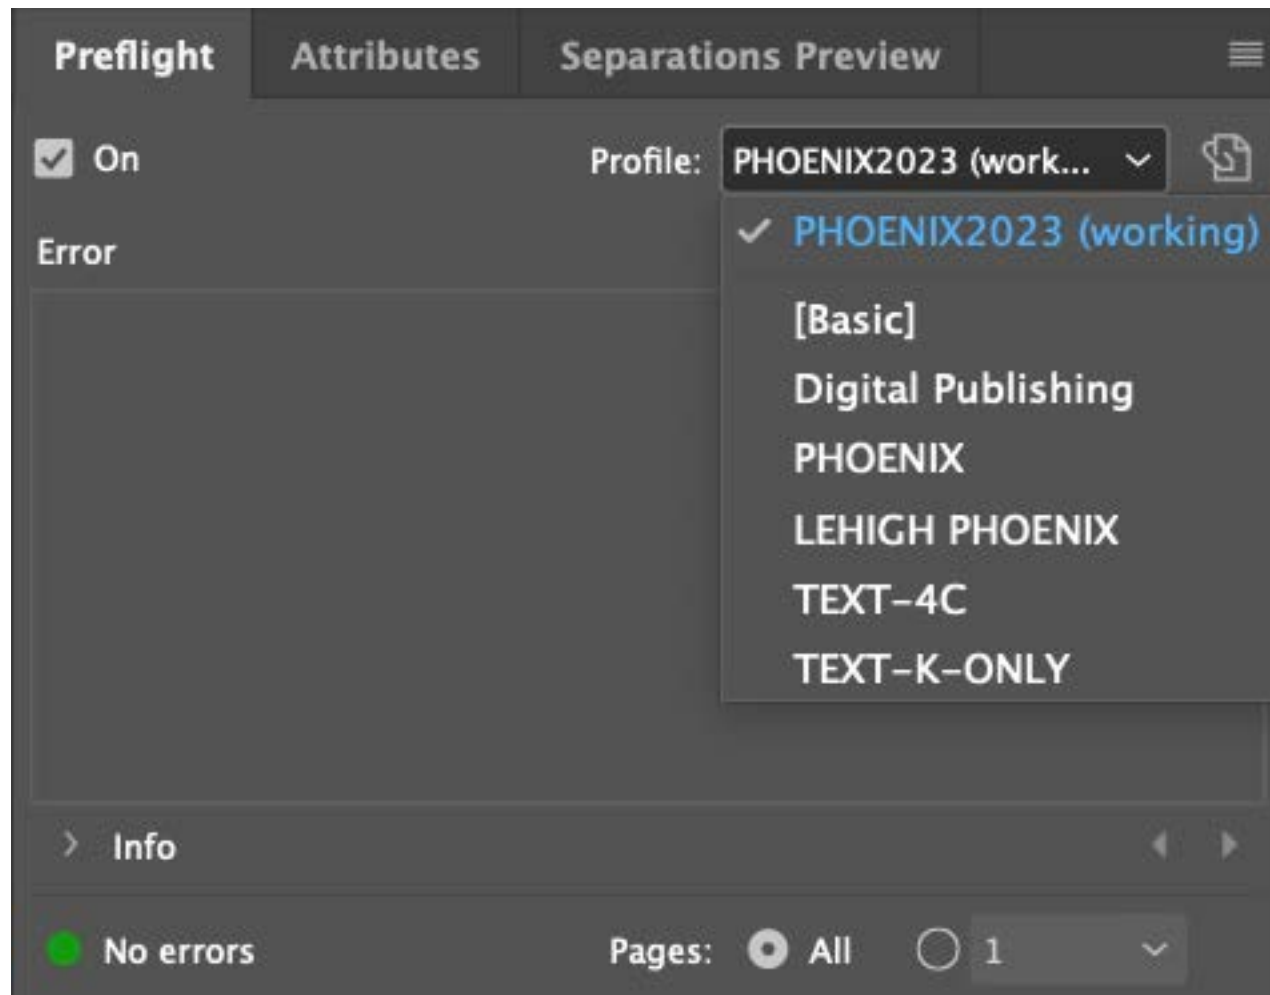 Preflight Attributes Separations Preview
On Profile: PHOENIX2023 (work...
PHOENIX2023 (working)
Error
[Basic]
Digital Publishing
PHOENIX
LEHIGH PHOENIX
TEXT-4C
TEXT-K-ONLY
Info
No errors Pages: All 1